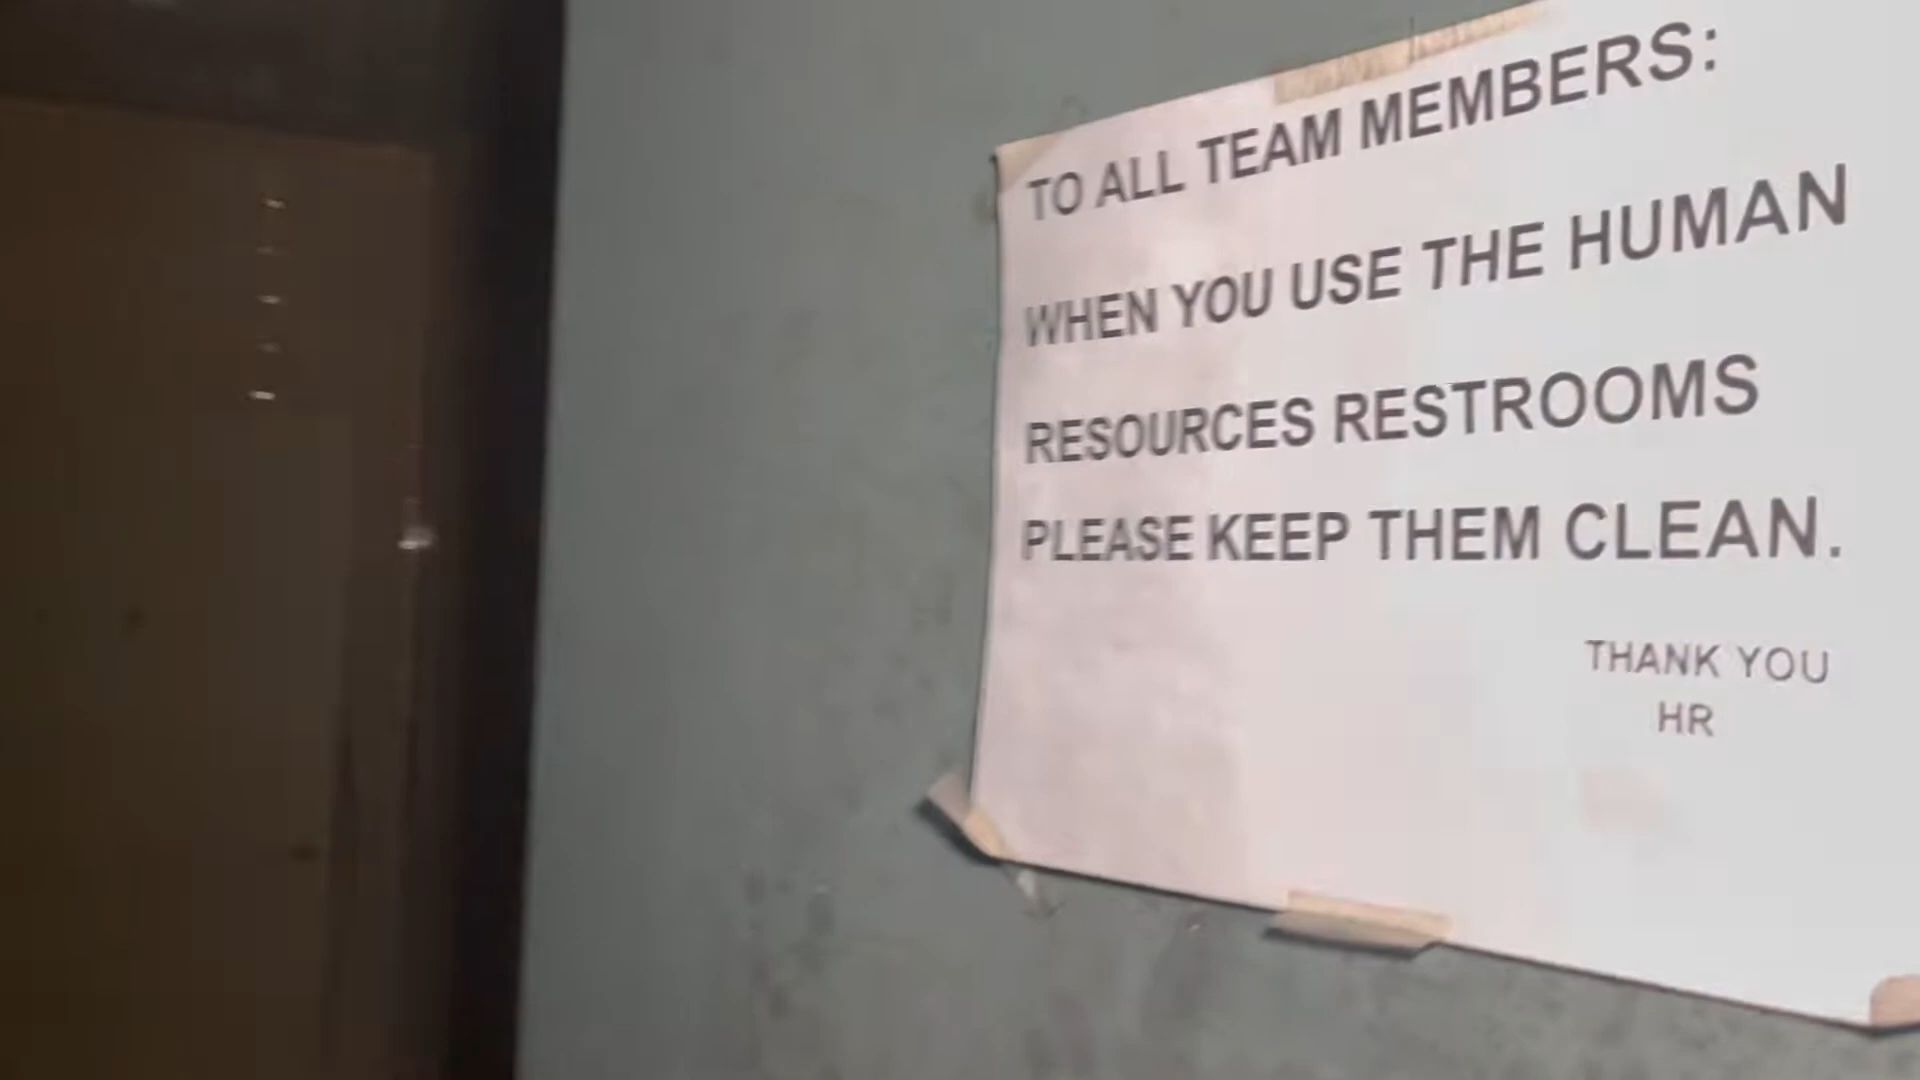 TO ALL TEAM MEMBERS:
WHEN YOU USE THE HUMAN
RESOURCES RESTROOMS
PLEASE KEEP THEM CLEAN.
THANK YOU
HR